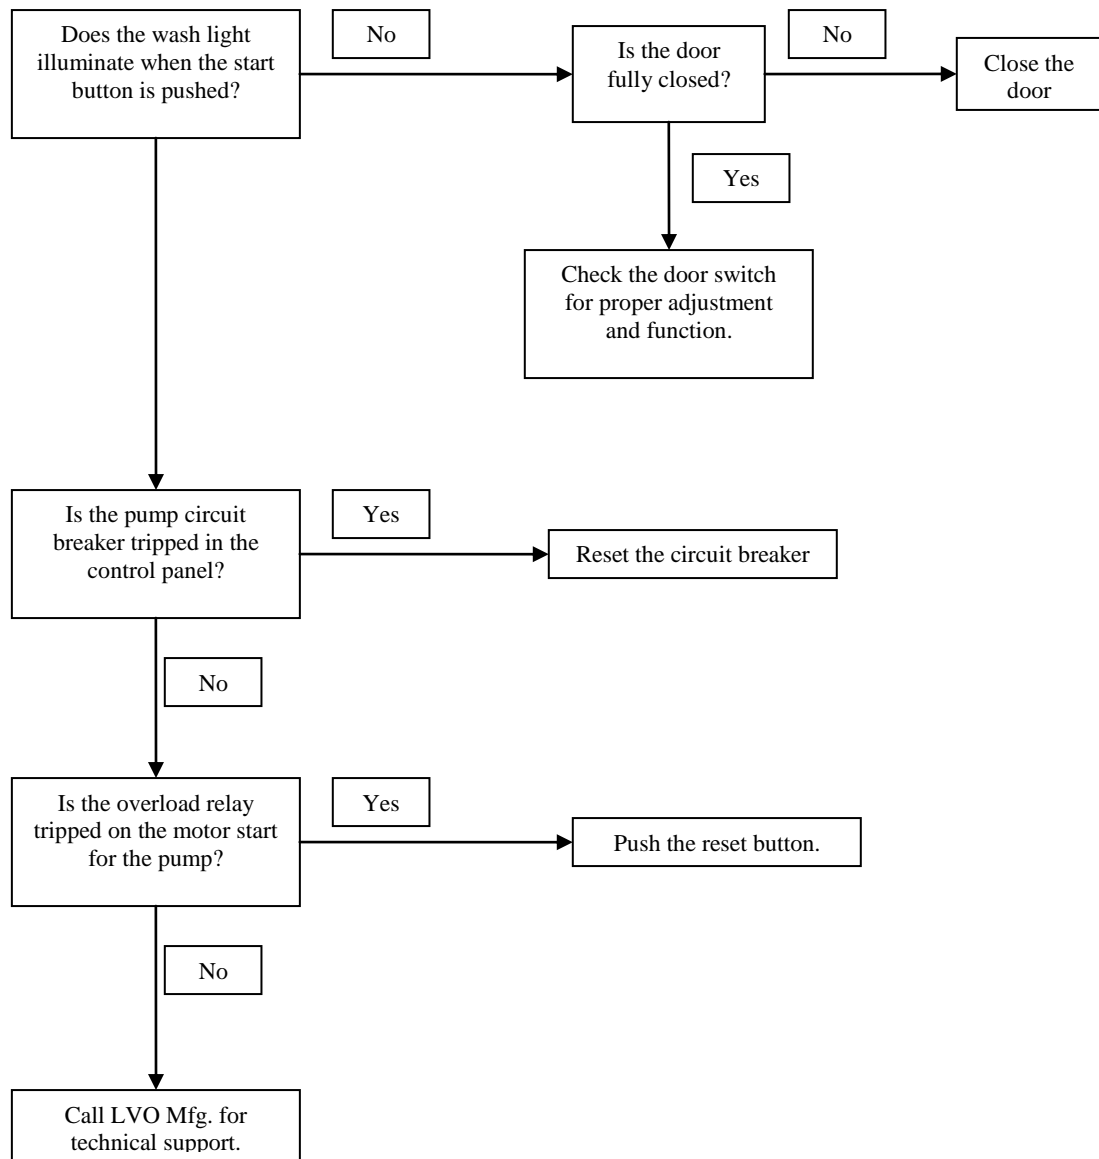 Does the wash light
illuminate when the start
button is pushed?
No
Is the door
fully closed?
No
Close the
door
Yes
Check the door switch
for proper adjustment
and function.
Is the pump circuit
breaker tripped in the
control panel?
Yes
Reset the circuit breaker
No
Is the overload relay
tripped on the motor start
for the pump?
Yes
Push the reset button.
No
Call LVO Mfg. for
technical support.